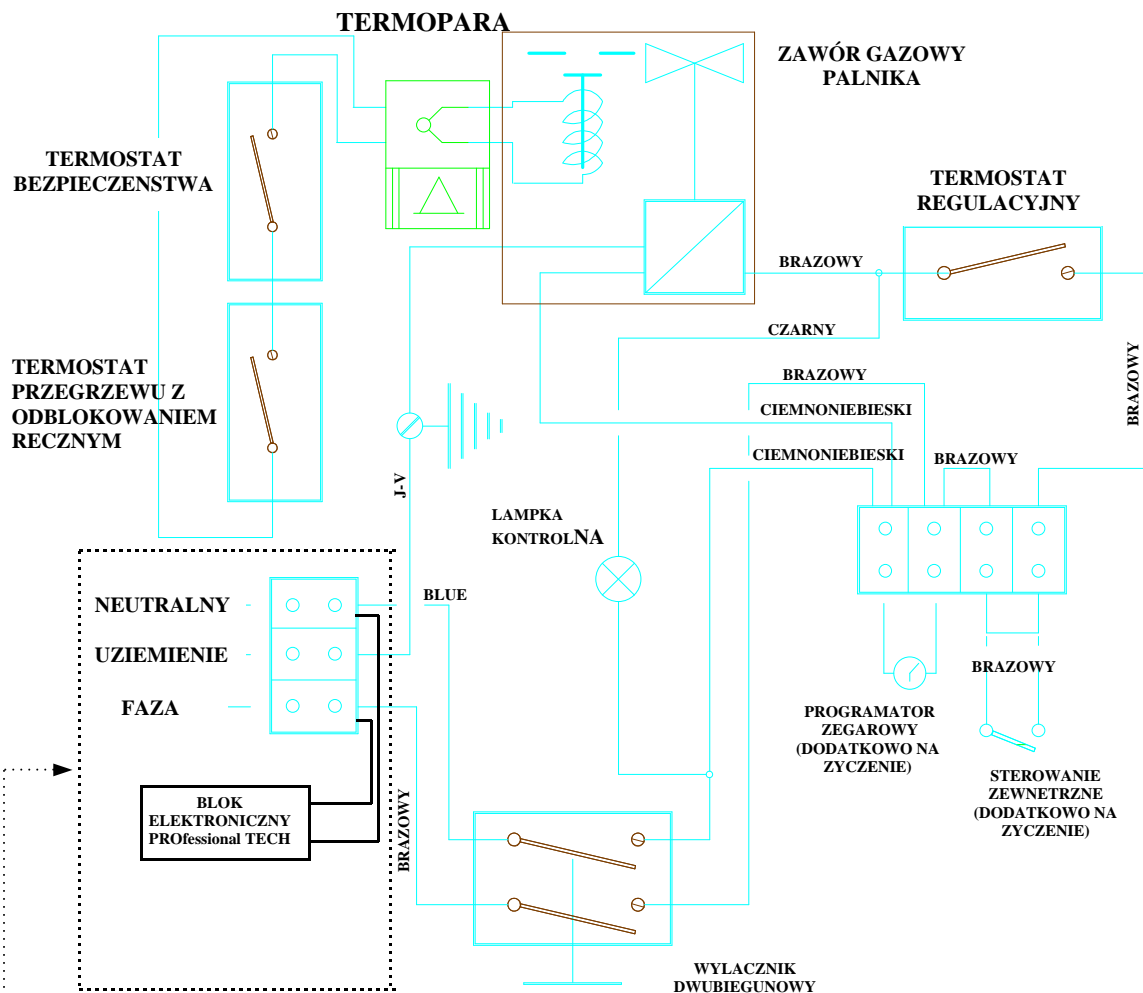 TERMOPARA
ZAWÓR GAZOWY
PALNIKA
TERMOSTAT
BEZPIECZENSTWA
TERMOSTAT
REGULACYJNY
BRAZOWY
CZARNY
BRAZOWY
TERMOSTAT
PRZEGRZEWU Z
ODBLOKOWANIEM
RECZNYM
BRAZOWY
CIEMNONIEBIESKI
CIEMNONIEBIESKI
BRAZOWY
J-V
LAMPKA
KONTROLNA
NEUTRALNY
BLUE
UZIEMIENIE
FAZA
BRAZOWY
PROGRAMATOR
ZEGAROWY
(DODATKOWO NA
ZYCZENIE)
STEROWANIE
ZEWNETRZNE
(DODATKOWO NA
ZYCZENIE)
BLOK
ELEKTRONICZNY
PROfessional TECH
BRAZOWY
WYLACZNIK
DWUBIEGUNOWY